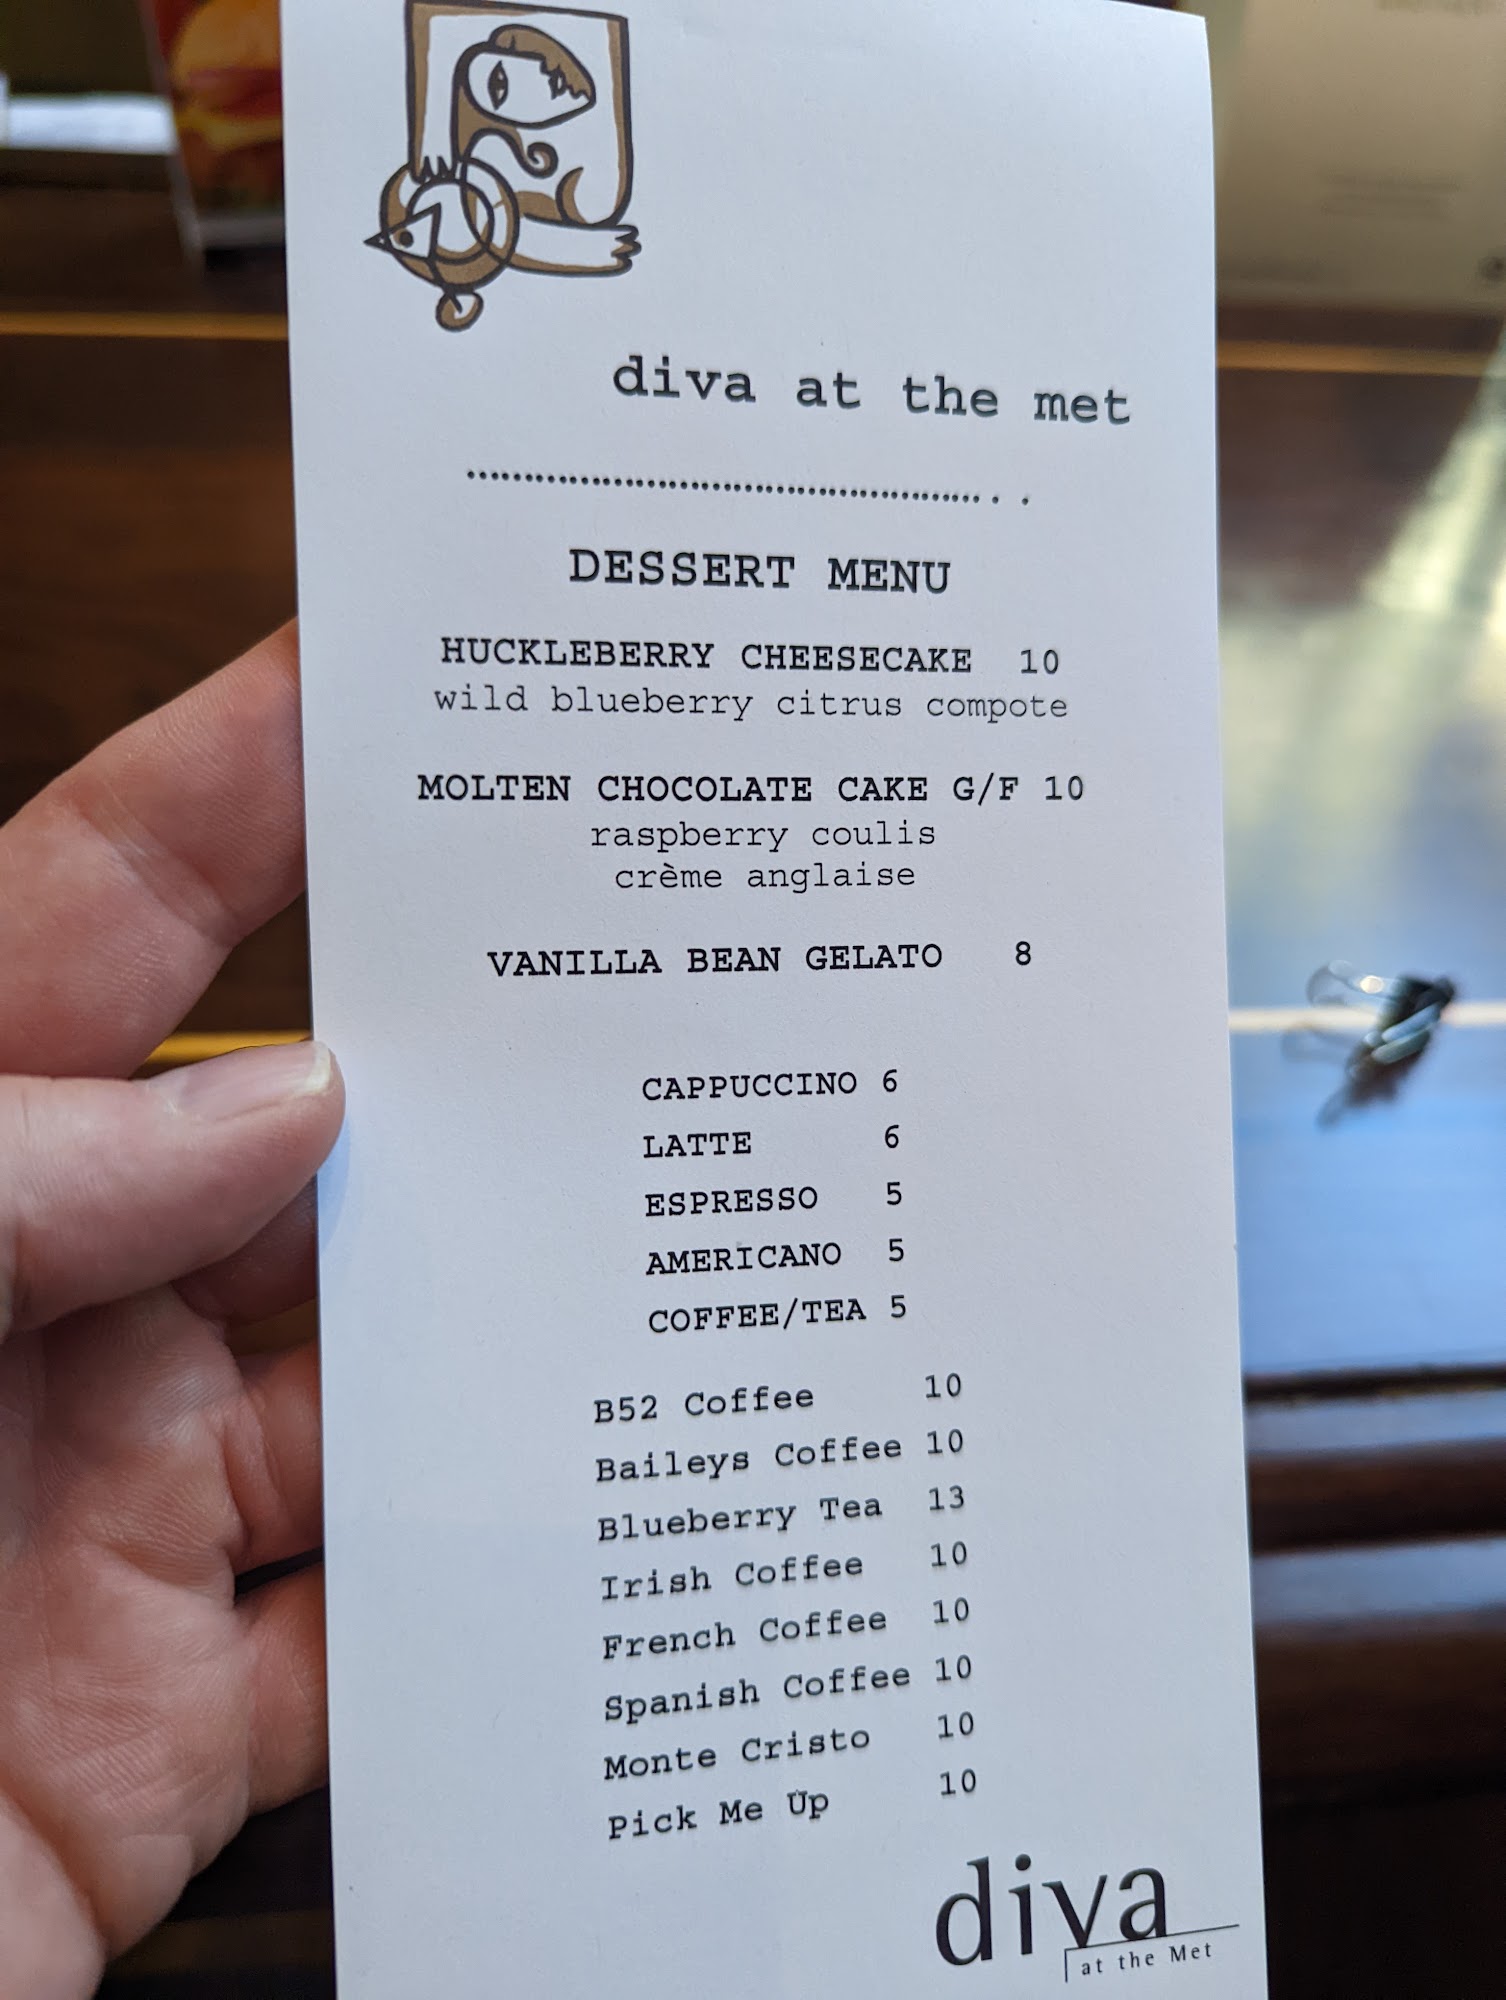 diva at the met
DESSERT MENU
HUCKLEBERRY CHEESECAKE 10
wild blueberry citrus compote
MOLTEN CHOCOLATE CAKE G/F 10
raspberry coulis
crème anglaise
VANILLA BEAN GELATO 8
CAPPUCCINO 6
LATTE 6
ESPRESSO 5
AMERICANO 5
COFFEE/TEA 5
B52 Coffee 10
Baileys Coffee 10
Blueberry Tea 13
Irish Coffee 10
French Coffee 10
Spanish Coffee 10
Monte Cristo 10
Pick Me Up 10
diva
at the Met